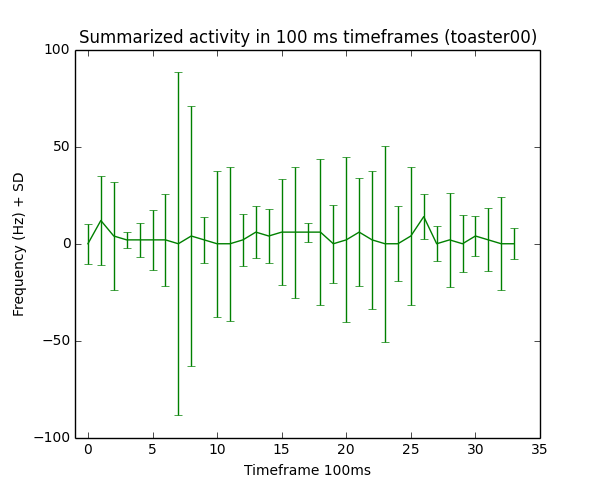 Summarized activity in 100 ms timeframes (toaster00)
100
50
0
−50
−100
Frequency (Hz) + SD
0 5 10 15 20 25 30 35
Timeframe 100ms